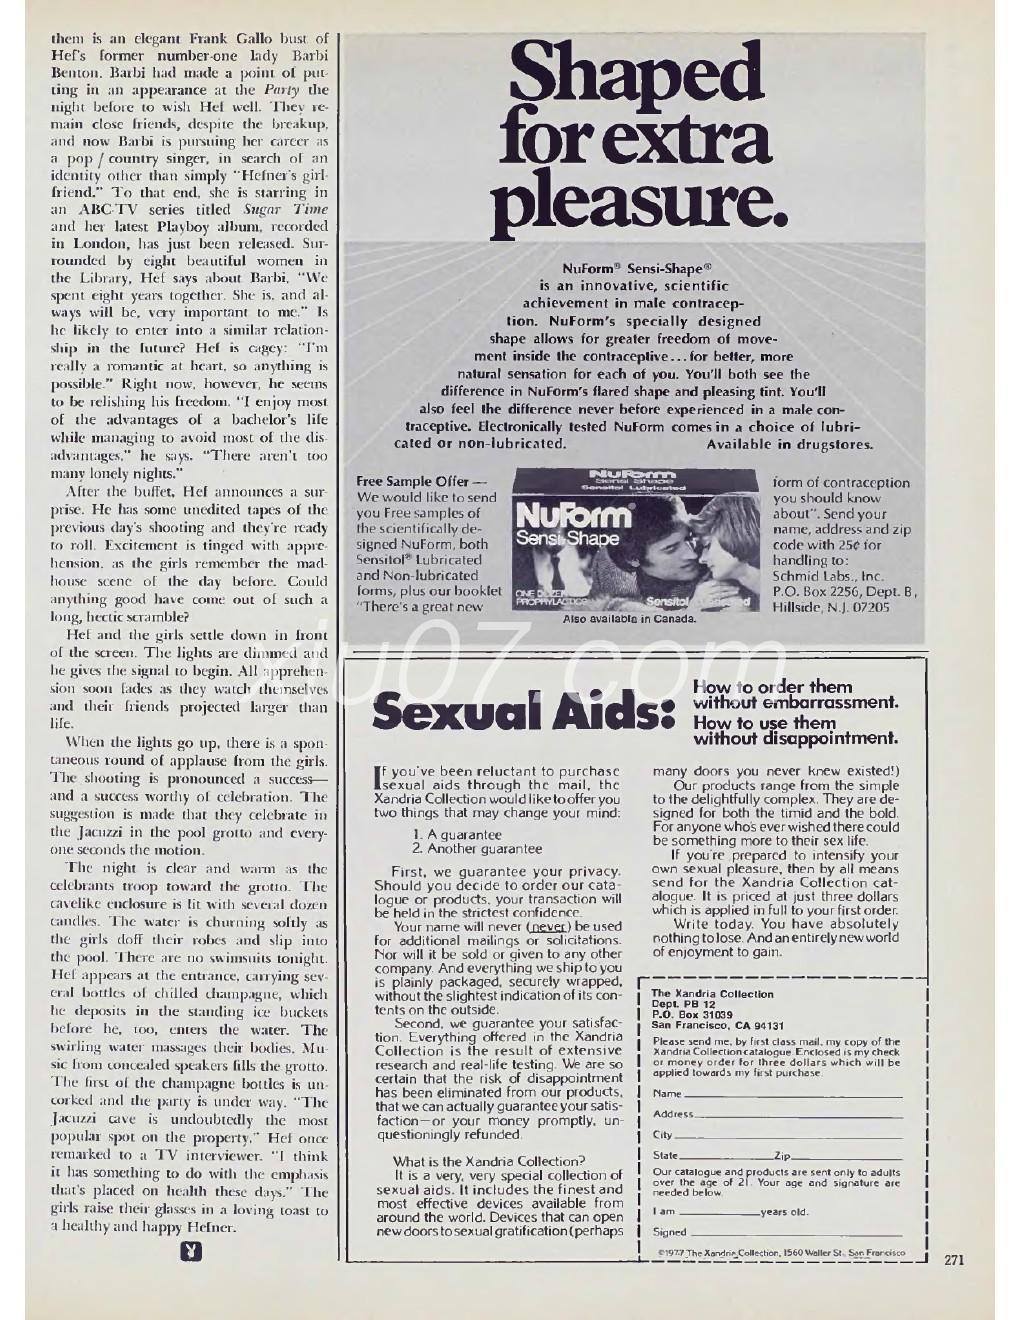 them is an elegant Frank Gallo bust of
Hef's former number-one lady Barbi
Benton. Barbi had made a point of put-
ting in an appearance at the Party the
night before to wish Hef well. They re-
main close friends, despite the breakup,
and now Barbi is pursuing her career as
a pop / country singer, in search of an
identity other than simply "Hefner's girl-
friend." To that end, she is starring in
an ABC-TV series titled Sugar Time
and her latest Playboy album, recorded
in London, has just been released. Sur-
rounded by eight beautiful women in
the Library, Hef says about Barbi, "We
spent eight years together. She is, and al-
ways will be, very important to me." Is
he likely to enter into a similar relation-
ship in the future? Hef is cagey: "I'm
really a romantic at heart, so anything is
possible." Right now, however, he seems
to be relishing his freedom. "I enjoy most
of the advantages of a bachelor's life
while managing to avoid most of the dis-
advantages," he says. "There aren't too
many lonely nights."
After the buffet, Hef announces a sur-
prise. He has some unedited tapes of the
previous day's shooting and they're ready
to roll. Excitement is tinged with appre-
hension, as the girls remember the mad-
house scene of the day before. Could
anything good have come out of such a
long, hectic scramble?
Hef and the girls settle down in front
of the screen. The lights are dimmed and
he gives the signal to begin. All apprehen-
sion soon fades as they watch themselves
and their friends projected larger than
life.
When the lights go up, there is a spon-
taneous round of applause from the girls.
The shooting is pronounced a success—
and a success worthy of celebration. The
suggestion is made that they celebrate in
the Jacuzzi in the pool grotto and every-
one seconds the motion.
The night is clear and warm as the
celebrants troop toward the grotto. The
cavelike enclosure is lit with several dozen
candles. The water is churning softly as
the girls doff their robes and slip into
the pool. There are no swimsuits tonight.
Hef appears at the entrance, carrying sev-
eral bottles of chilled champagne, which
he deposits in the standing ice buckets
before he, too, enters the water. The
swirling water massages their bodies. Mu-
sic from concealed speakers fills the grotto.
The first of the champagne bottles is un-
corked and the party is under way. "The
Jacuzzi cave is undoubtedly the most
popular spot on the property," Hef once
remarked to a TV interviewer. "I think
it has something to do with the emphasis
that's placed on health these days." The
girls raise their glasses in a loving toast to
a healthy and happy Hefner.
Shaped
for extra
pleasure.
NuForm® Sensi-Shape®
is an innovative, scientific
achievement in male contracep-
tion. NuForm's specially designed
shape allows for greater freedom of move-
ment inside the contraceptive...for better, more
natural sensation for each of you. You'll both see the
difference in NuForm's flared shape and pleasing tint. You'll
also feel the difference never before experienced in a male con-
traceptive. Electronically tested NuForm comes in a choice of lubri-
cated or non-lubricated. Available in drugstores.
Free Sample Offer —
We would like to send
you Free samples of
the scientifically de-
signed NuForm, both
Sensitol® Lubricated
and Non-lubricated
forms, plus our booklet
"There's a great new
NuForm
Sensi-Shape
Sensitol Lubricated
NuForm®
Sensi-Shape
ONE DOZEN
PROPHYLACTICS
Sensitol Lubricated
Also available in Canada.
form of contraception
you should know
about". Send your
name, address and zip
code with 25¢ for
handling to:
Schmid Labs., Inc.
P.O. Box 2256, Dept. B,
Hillside, N.J. 07205
xiu07.com
Sexual Aids:
How to order them
without embarrassment.
How to use them
without disappointment.
If you've been reluctant to purchase
sexual aids through the mail, the
Xandria Collection would like to offer you
two things that may change your mind:
1. A guarantee
2. Another guarantee
First, we guarantee your privacy.
Should you decide to order our cata-
logue or products, your transaction will
be held in the strictest confidence.
Your name will never (never) be used
for additional mailings or solicitations.
Nor will it be sold or given to any other
company. And everything we ship to you
is plainly packaged, securely wrapped,
without the slightest indication of its con-
tents on the outside.
Second, we guarantee your satisfac-
tion. Everything offered in the Xandria
Collection is the result of extensive
research and real-life testing. We are so
certain that the risk of disappointment
has been eliminated from our products,
that we can actually guarantee your satis-
faction—or your money promptly, un-
questioningly refunded.
What is the Xandria Collection?
It is a very, very special collection of
sexual aids. It includes the finest and
most effective devices available from
around the world. Devices that can open
new doors to sexual gratification (perhaps
many doors you never knew existed!)
Our products range from the simple
to the delightfully complex. They are de-
signed for both the timid and the bold.
For anyone who's ever wished there could
be something more to their sex life.
If you're prepared to intensify your
own sexual pleasure, then by all means
send for the Xandria Collection cat-
alogue. It is priced at just three dollars
which is applied in full to your first order.
Write today. You have absolutely
nothing to lose. And an entirely new world
of enjoyment to gain.
The Xandria Collection
Dept. PB 12
P.O. Box 31039
San Francisco, CA 94131
Please send me, by first class mail, my copy of the
Xandria Collection catalogue. Enclosed is my check
or money order for three dollars which will be
applied towards my first purchase.
Name
Address
City
State Zip
Our catalogue and products are sent only to adults
over the age of 21. Your age and signature are
needed below.
I am years old.
Signed
©1977 The Xandria Collection, 1560 Waller St., San Francisco
271